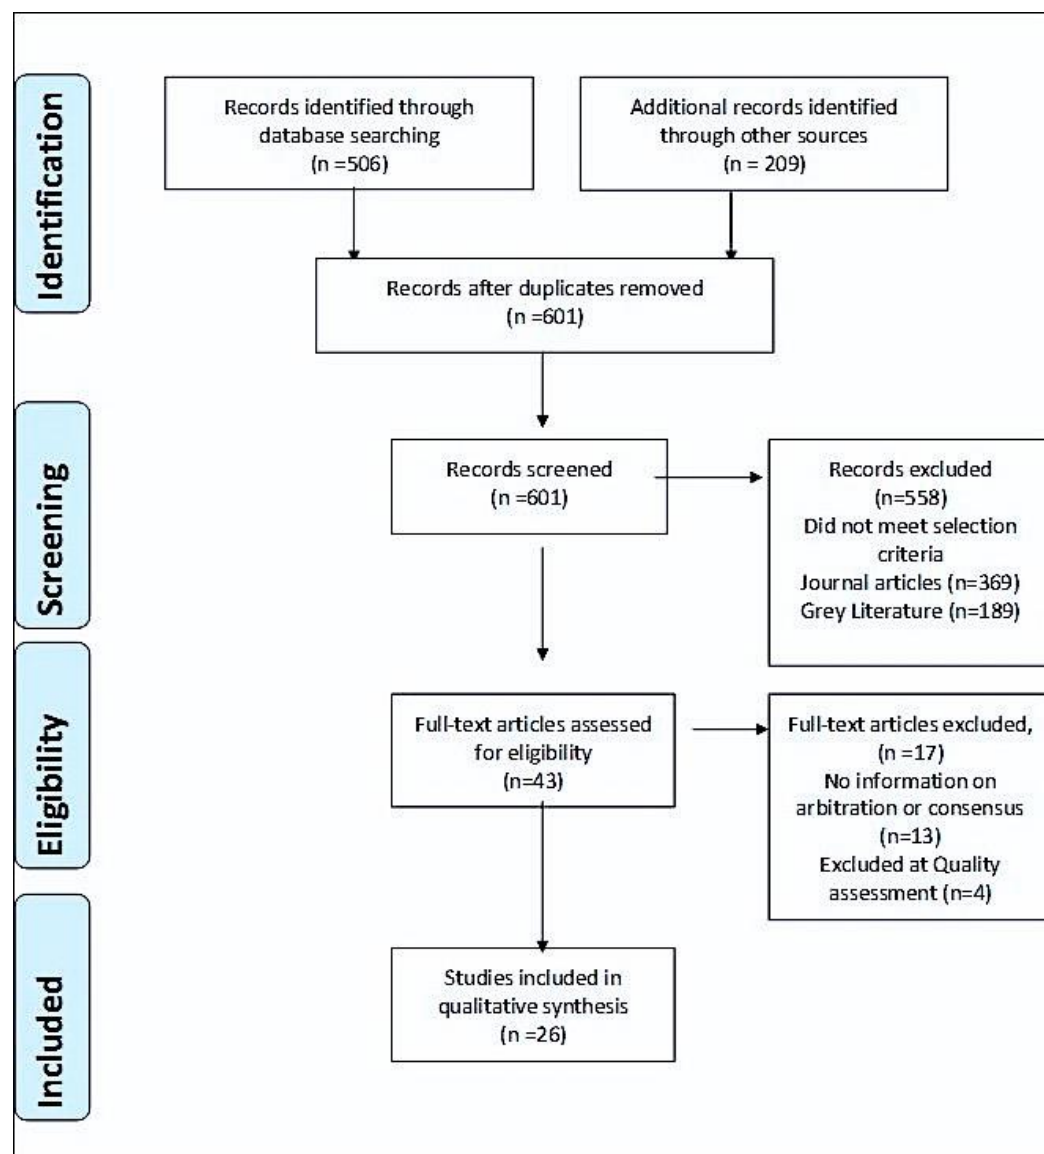 Identification
Records identified through
database searching
(n =506)
Additional records identified
through other sources
(n = 209)
Records after duplicates removed
(n =601)
Screening
Records screened
(n =601)
Records excluded
(n=558)
Did not meet selection
criteria
Journal articles (n=369)
Grey Literature (n=189)
Eligibility
Full-text articles assessed
for eligibility
(n=43)
Full-text articles excluded,
(n =17)
No information on
arbitration or consensus
(n=13)
Excluded at Quality
assessment (n=4)
Included
Studies included in
qualitative synthesis
(n =26)